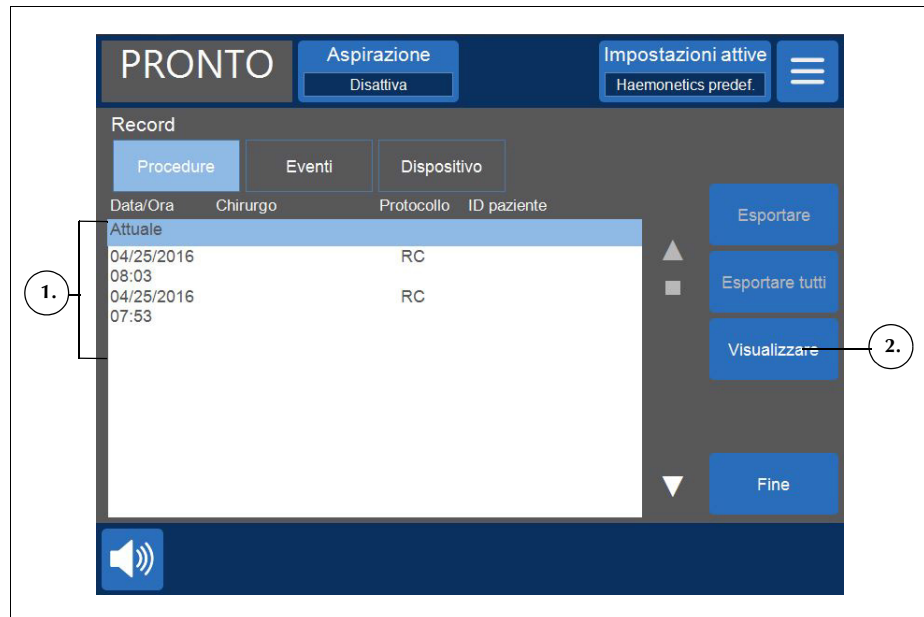 PRONTO
Aspirazione
Disattiva
Impostazioni attive
Haemonetics predef.
Record
Procedure
Eventi
Dispositivo
Data/Ora Chirurgo Protocollo ID paziente
Attuale
04/25/2016 RC
08:03
04/25/2016 RC
07:53
Esportare
Esportare tutti
Visualizzare
Fine
1.
2.